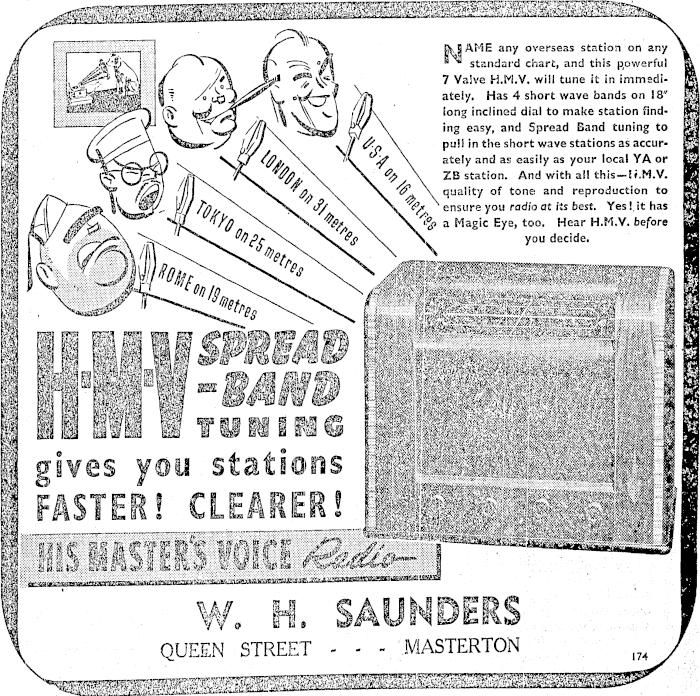 NAME any overseas station on any
standard chart, and this powerful
7 Valve H.M.V. will tune it in immedi-
ately. Has 4 short wave bands on 18"
long inclined dial to make station find-
ing easy, and Spread Band tuning to
pull in the short wave stations as accur-
ately and as easily as your local YA or
ZB station. And with all this—H.M.V.
quality of tone and reproduction to
ensure you radio at its best. Yes! it has
a Magic Eye, too. Hear H.M.V. before
you decide.
U·S·A on 16 metres
LONDON on 31 metres
TOKYO on 25 metres
ROME on 19 metres
H·M·V SPREAD
-BAND
TUNING
gives you stations
FASTER! CLEARER!
HIS MASTER'S VOICE Radio
W. H. SAUNDERS
QUEEN STREET - - - MASTERTON
174